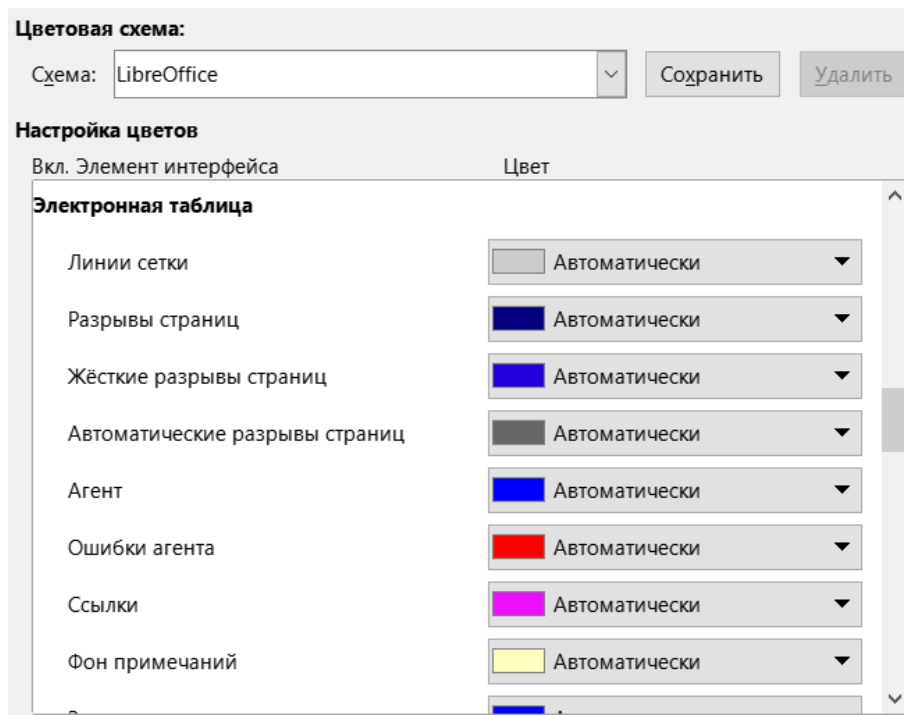 Цветовая схема:
Схема: LibreOffice Сохранить Удалить
Настройка цветов
Вкл. Элемент интерфейса Цвет
Электронная таблица
Линии сетки Автоматически
Разрывы страниц Автоматически
Жёсткие разрывы страниц Автоматически
Автоматические разрывы страниц Автоматически
Агент Автоматически
Ошибки агента Автоматически
Ссылки Автоматически
Фон примечаний Автоматически